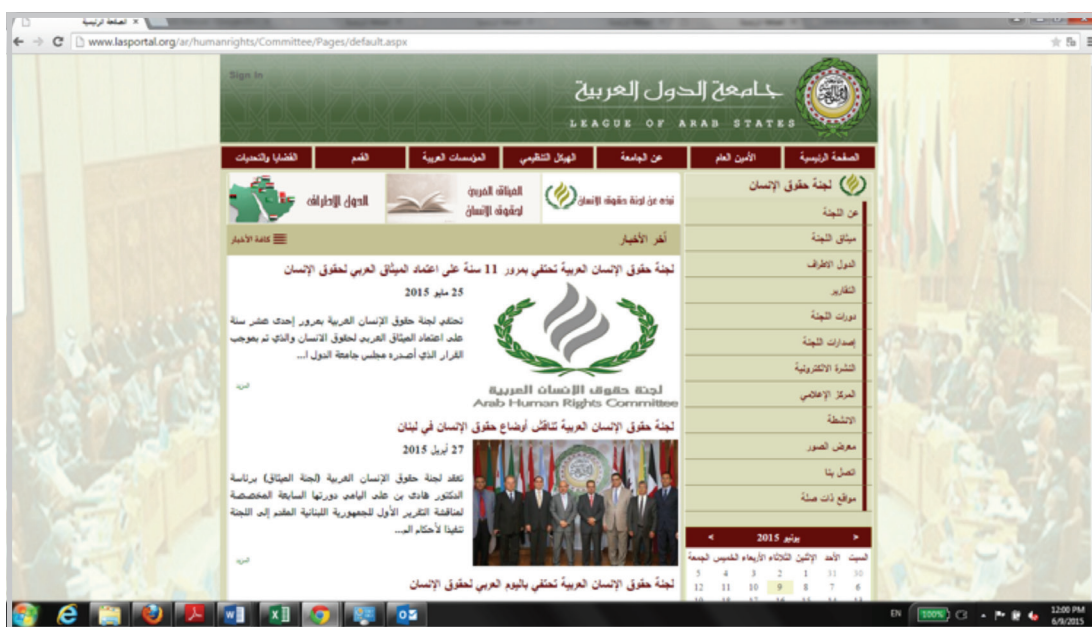 الصفحة الرئيسية
www.lasportal.org/ar/humanrights/Committee/Pages/default.aspx
Sign In
جامعة الدول العربية
LEAGUE OF ARAB STATES
الصفحة الرئيسية
الأمين العام
عن الجامعة
الهيكل التنظيمي
المؤسسات العربية
القمم
القضايا والتحديات
لجنة حقوق الإنسان
عن اللجنة
ميثاق اللجنة
الدول الاطراف
التقارير
دورات اللجنة
إصدارات اللجنة
النشرة الالكترونية
المركز الإعلامي
الانشطة
معرض الصور
اتصل بنا
مواقع ذات صلة
يونيو 2015
السبت الأحد الإثنين الثلاثاء الأربعاء الخميس الجمعة
30 31 1 2 3 4 5
6 7 8 9 10 11 12
نبذه عن لجنة حقوق الإنسان
الميثاق العربي
لحقوق الإنسان
الدول الإطراف
أخر الأخبار
كافة الأخبار
لجنة حقوق الإنسان العربية تحتفي بمرور 11 سنة على اعتماد الميثاق العربي لحقوق الإنسان
25 مايو 2015
تحتفي لجنة حقوق الإنسان العربية بمرور إحدى عشر سنة
على اعتماد الميثاق العربي لحقوق الانسان والذي تم بموجب
القرار الذي أصدره مجلس جامعة الدول ا...
المزيد
لجنة حقوق الإنسان العربية
Arab Human Rights Committee
لجنة حقوق الإنسان العربية تناقش أوضاع حقوق الإنسان في لبنان
27 أبريل 2015
تعقد لجنة حقوق الإنسان العربية (لجنة الميثاق) برئاسة
الدكتور هادي بن علي اليامي دورتها السابعة المخصصة
لمناقشة التقرير الأول للجمهورية اللبنانية المقدم إلى اللجنة
تنفيذا لأحكام الم...
المزيد
لجنة حقوق الإنسان العربية تحتفي باليوم العربي لحقوق الإنسان
EN
100%
12:00 PM
6/9/2015